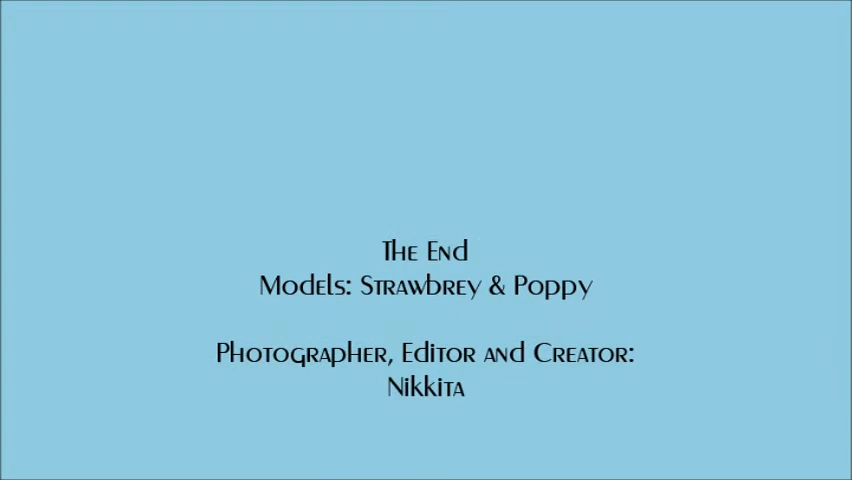 The End
Models: Strawbrey & Poppy
Photographer, Editor and Creator:
Nikkita